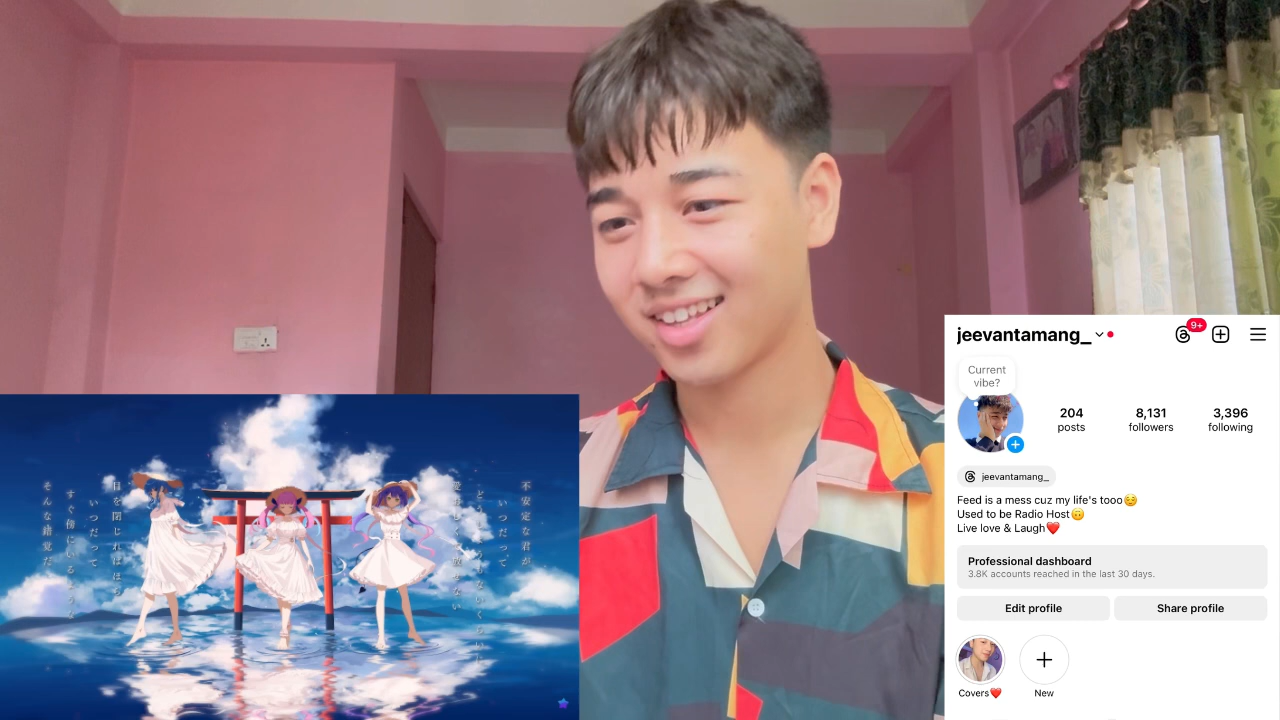 不安定な君が
いつだって
目を閉じればほら
いつだって
すぐ傍にいるような
そんな錯覚だ
jeevantamang_
9+
Current
vibe?
204
posts
8,131
followers
3,396
following
jeevantamang_
Feed is a mess cuz my life's tooo😌
Used to be Radio Host🙃
Live love & Laugh❤️
Professional dashboard
3.8K accounts reached in the last 30 days.
Edit profile
Share profile
Covers❤️
New